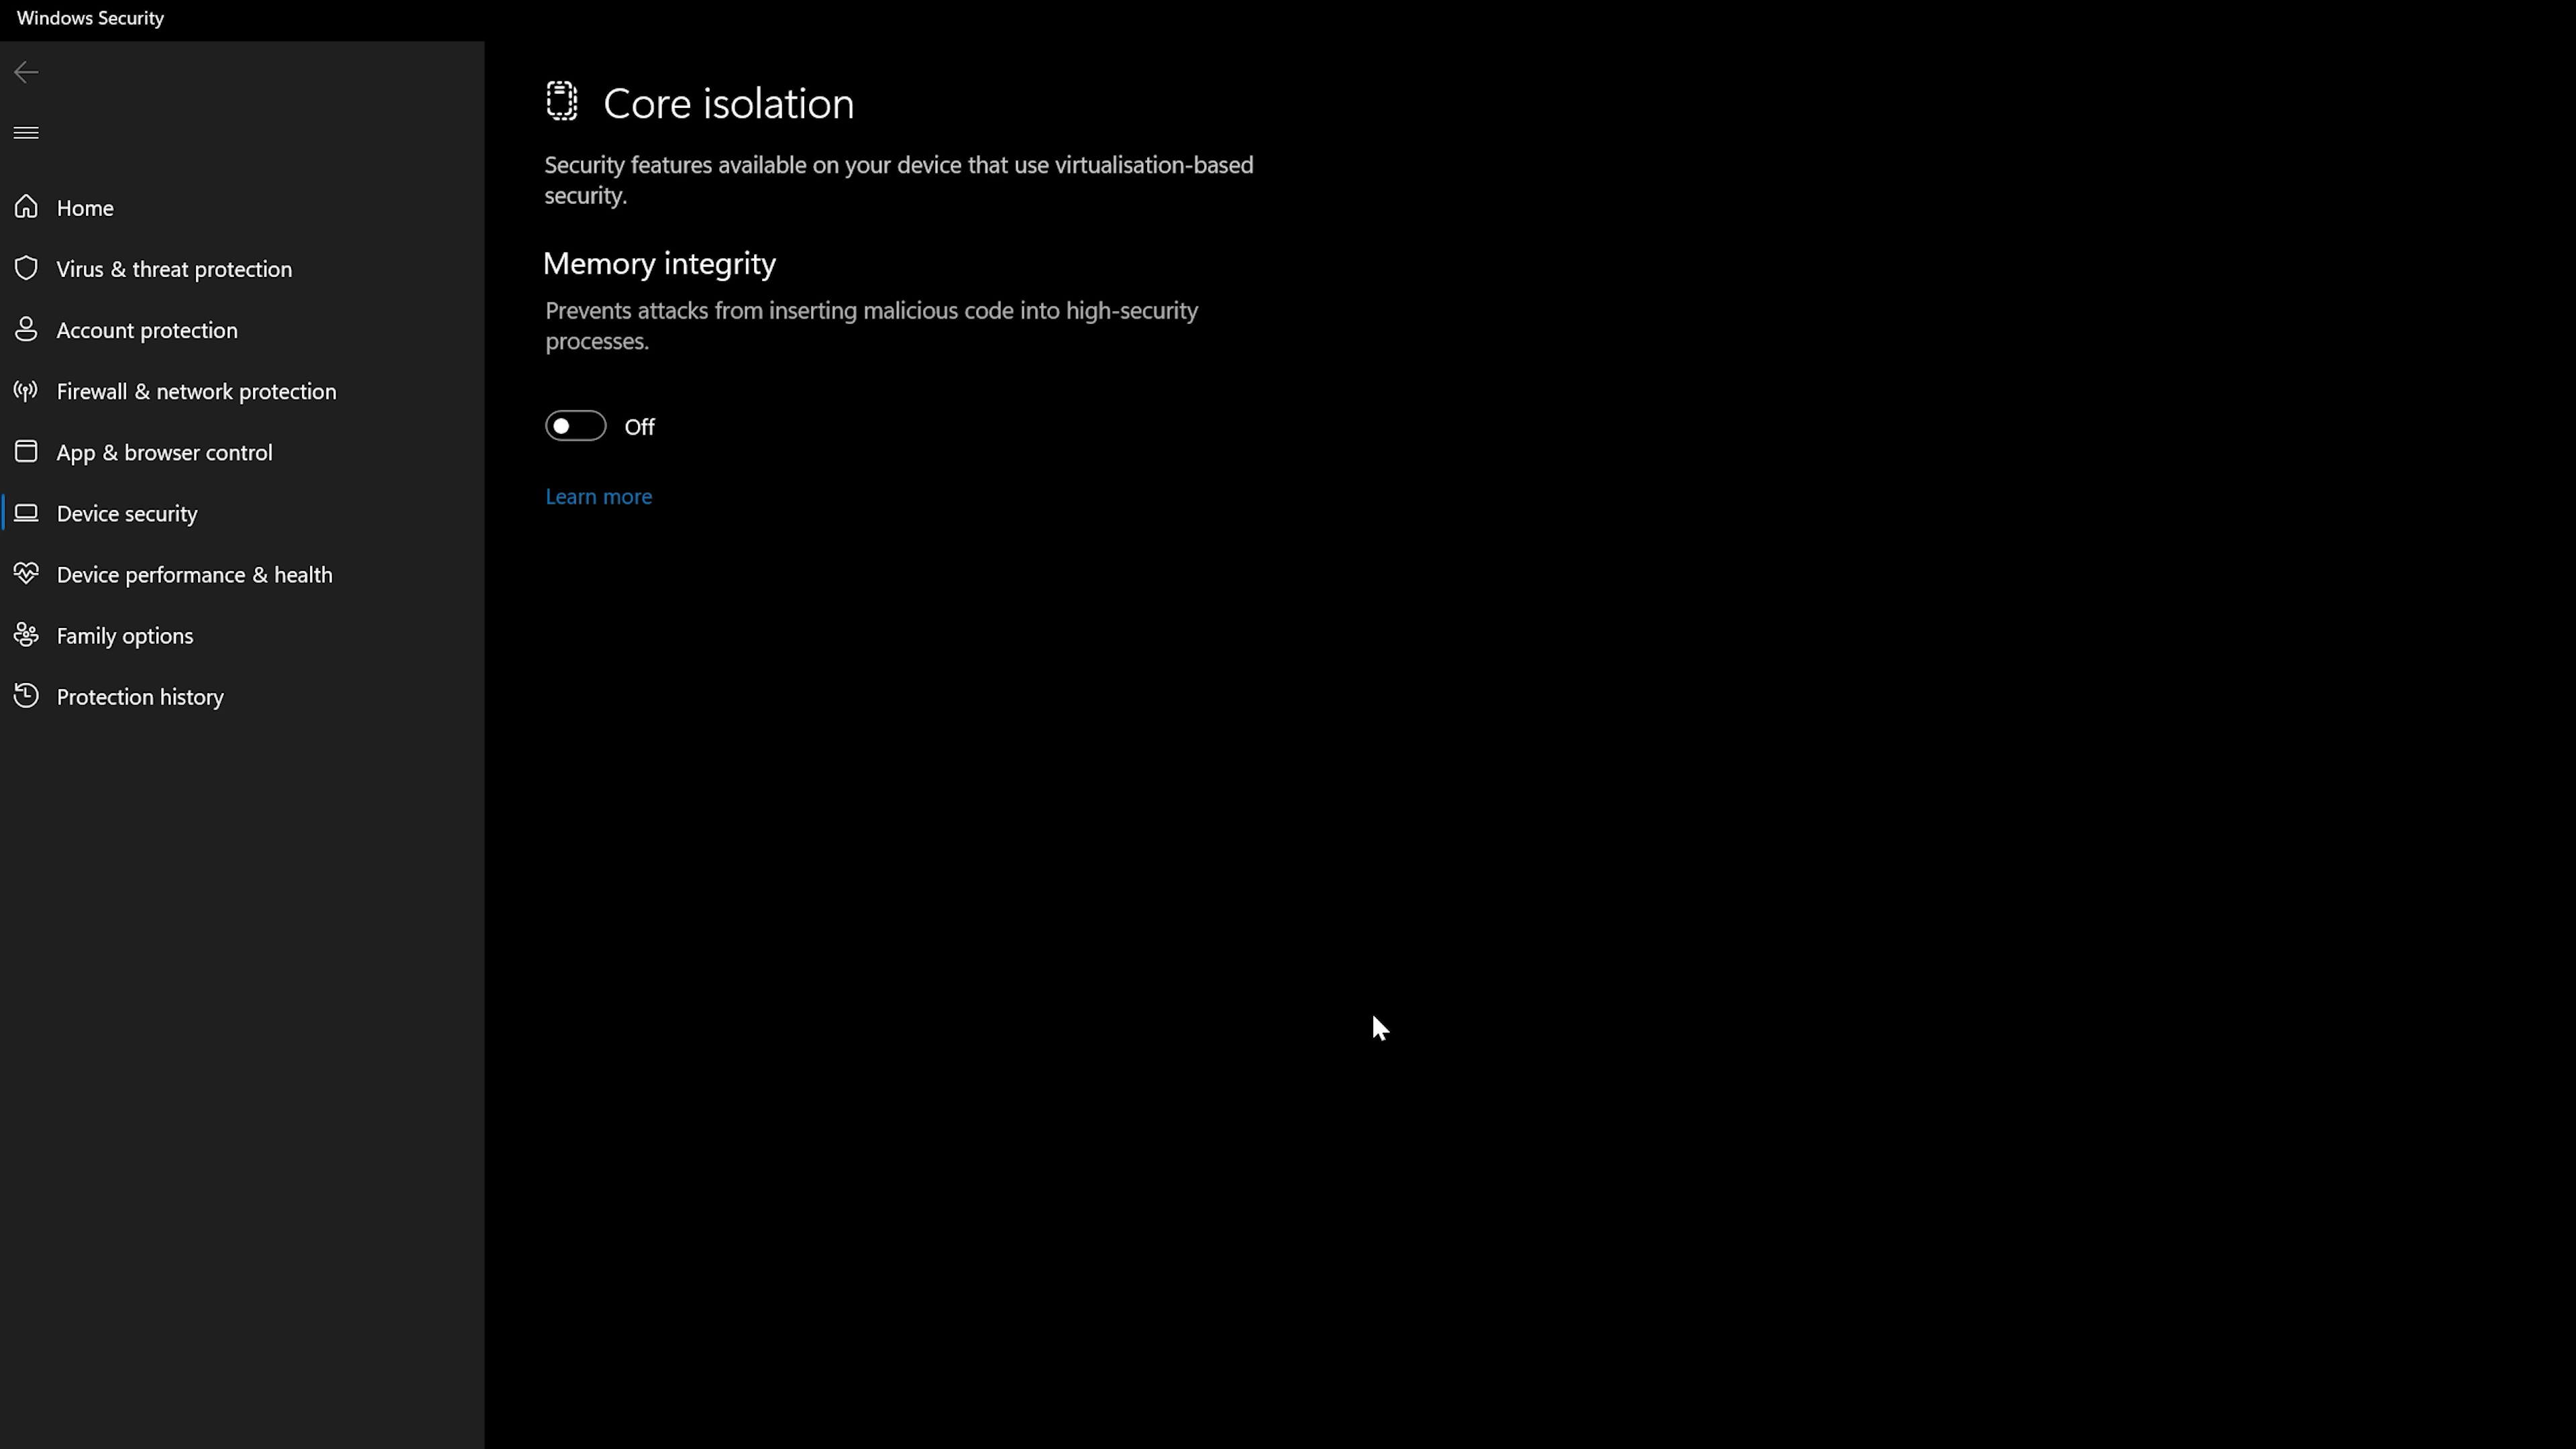 Windows Security
Home
Virus & threat protection
Account protection
Firewall & network protection
App & browser control
Device security
Device performance & health
Family options
Protection history
Core isolation
Security features available on your device that use virtualisation-based
security.
Memory integrity
Prevents attacks from inserting malicious code into high-security
processes.
Off
Learn more